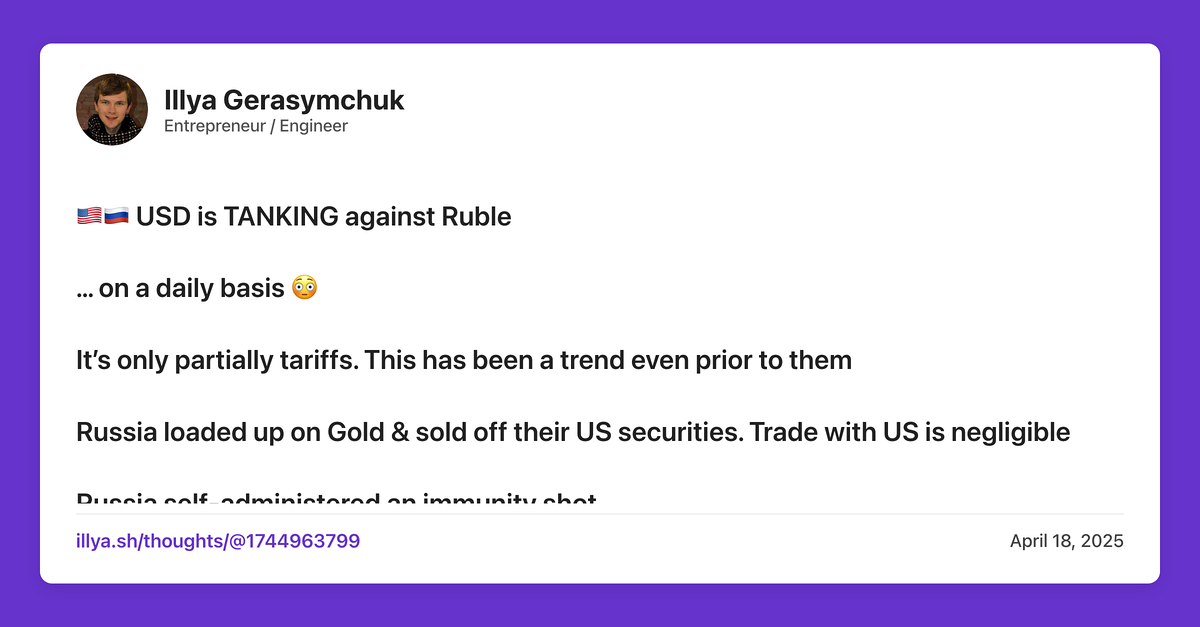 Illya Gerasymchuk
Entrepreneur / Engineer
🇺🇸🇷🇺 USD is TANKING against Ruble
… on a daily basis 😳
It’s only partially tariffs. This has been a trend even prior to them
Russia loaded up on Gold & sold off their US securities. Trade with US is negligible
Russia self-administered an immunity shot
illya.sh/thoughts/@1744963799
April 18, 2025